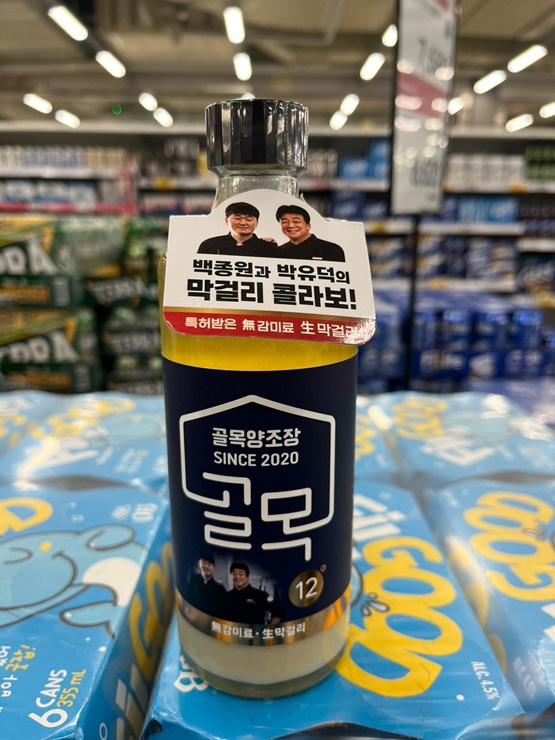 백종원과 박유덕의
막걸리 콜라보!
특허받은 無감미료 生막걸리
골목양조장
SINCE 2020
골목
12°
無감미료·生막걸리
6 CANS
355 mL
GOOD
GOOD
ALC. 4.5%